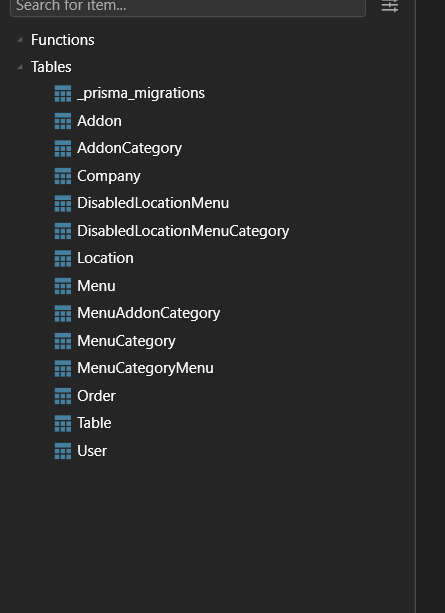 Search for item...
Functions
Tables
_prisma_migrations
Addon
AddonCategory
Company
DisabledLocationMenu
DisabledLocationMenuCategory
Location
Menu
MenuAddonCategory
MenuCategory
MenuCategoryMenu
Order
Table
User